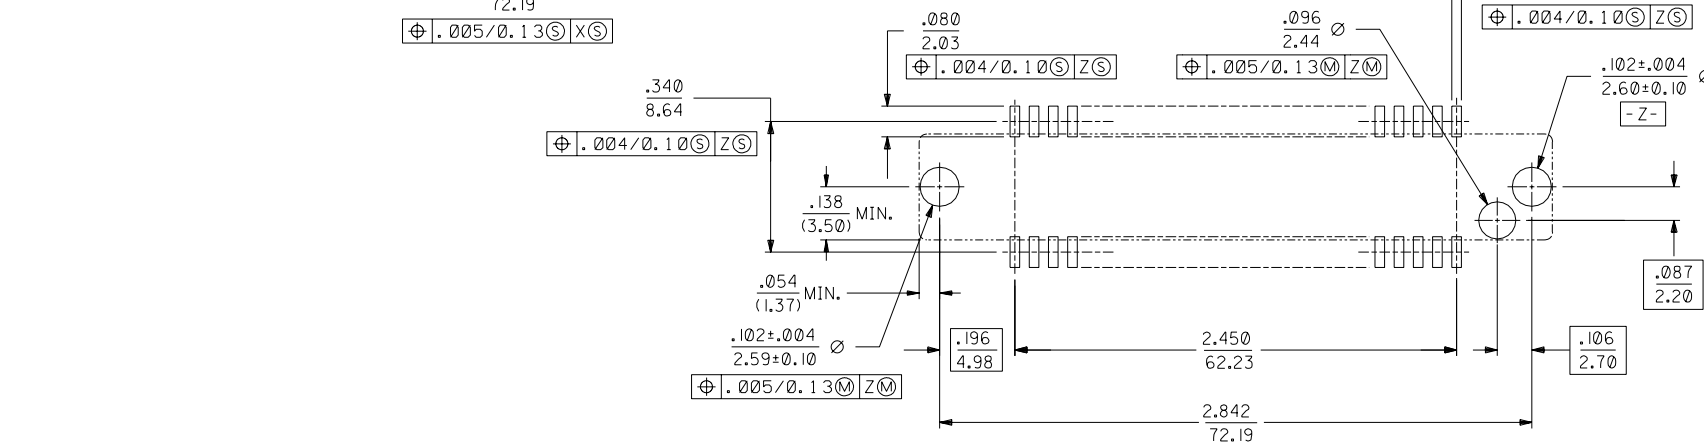 72.19
⌖ .005/0.13Ⓢ XⓈ
.080
2.03
⌖ .004/0.10Ⓢ ZⓈ
.096
2.44 Ø
⌖ .005/0.13Ⓜ ZⓂ
⌖ .004/0.10Ⓢ ZⓈ
.102±.004
2.60±0.10
-Z-
.340
8.64
⌖ .004/0.10Ⓢ ZⓈ
.138
(3.50) MIN.
.054
(1.37) MIN.
.102±.004
2.59±0.10 Ø
⌖ .005/0.13Ⓜ ZⓂ
.196
4.98
2.450
62.23
.106
2.70
.087
2.20
2.842
72.19